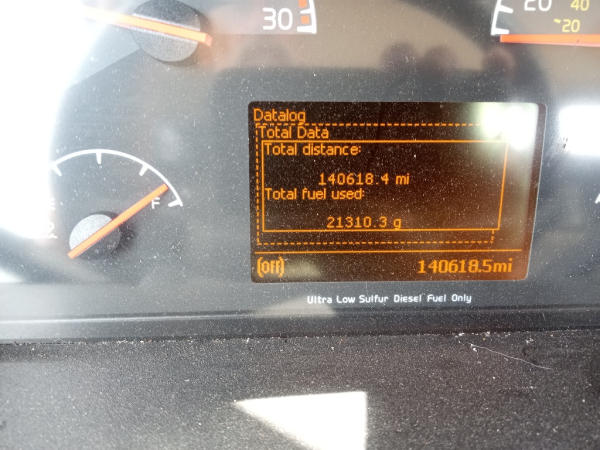 30
20
40
20
Datalog
Total Data
Total distance:
140618.4 mi
Total fuel used:
21310.3 g
F
(off) 140618.5mi
Ultra Low Sulfur Diesel Fuel Only